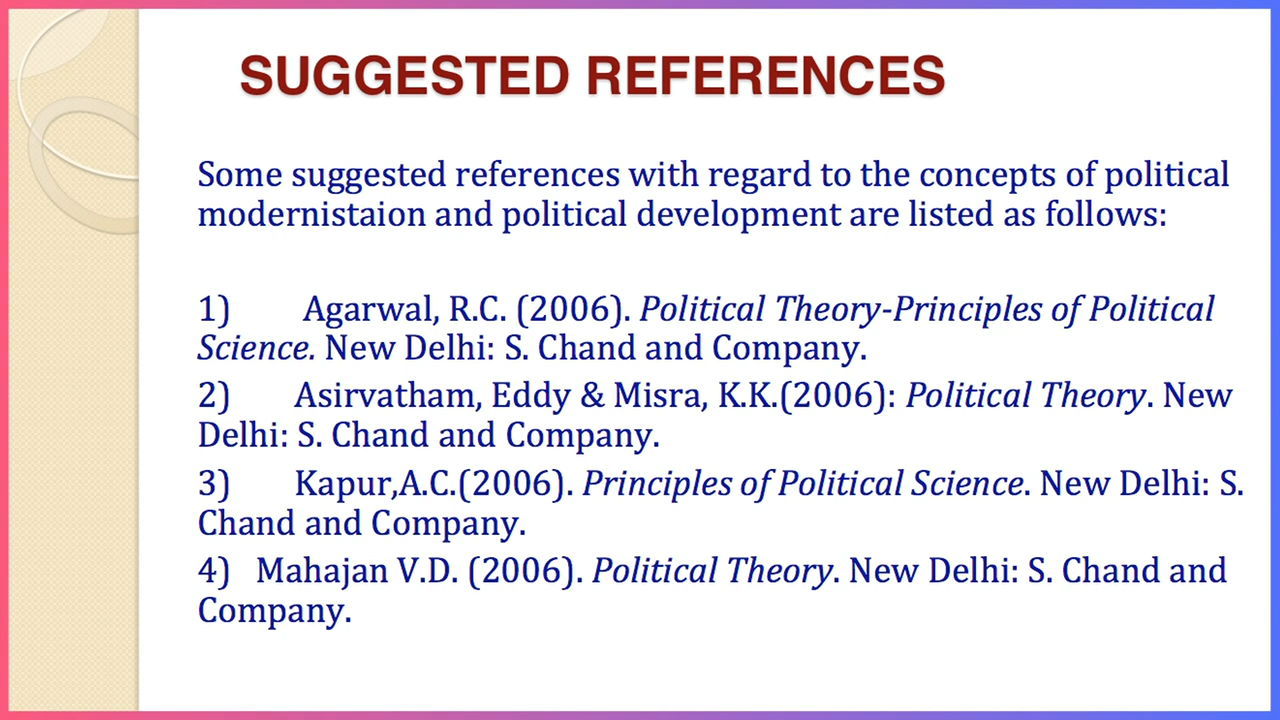 SUGGESTED REFERENCES
Some suggested references with regard to the concepts of political
modernistaion and political development are listed as follows:
1) Agarwal, R.C. (2006). Political Theory-Principles of Political
Science. New Delhi: S. Chand and Company.
2) Asirvatham, Eddy & Misra, K.K.(2006): Political Theory. New
Delhi: S. Chand and Company.
3) Kapur,A.C.(2006). Principles of Political Science. New Delhi: S.
Chand and Company.
4) Mahajan V.D. (2006). Political Theory. New Delhi: S. Chand and
Company.